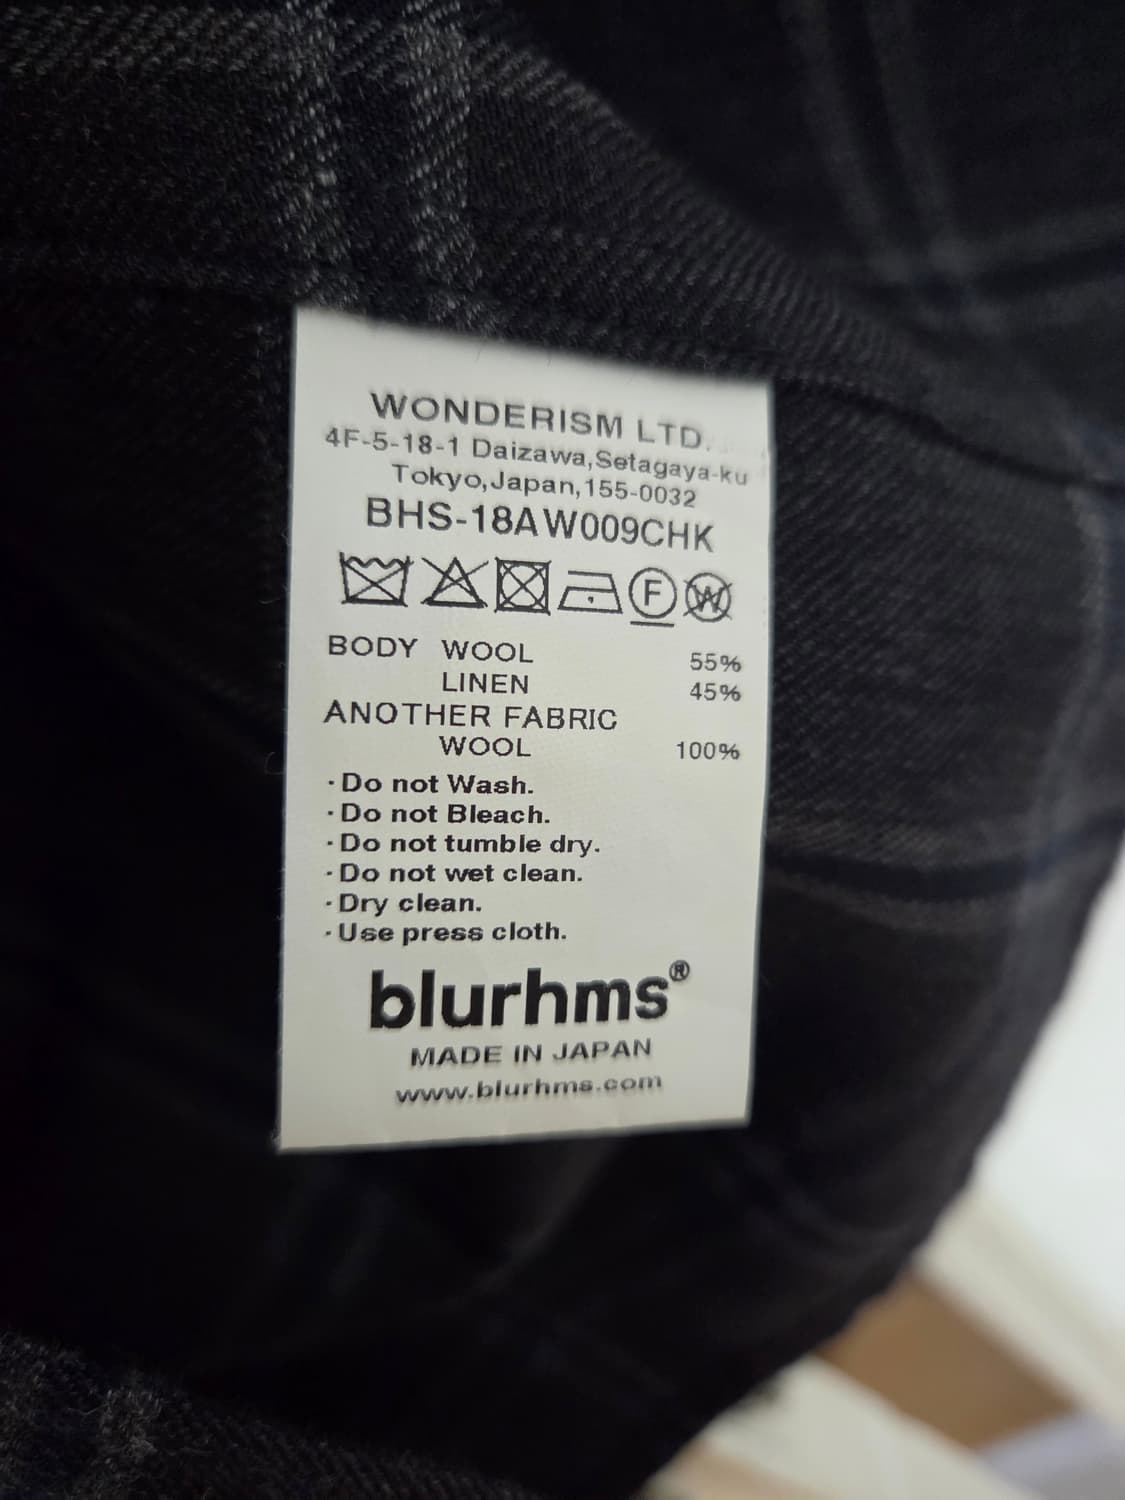 WONDERISM LTD.
4F-5-18-1 Daizawa,Setagaya-ku
Tokyo,Japan,155-0032
BHS-18AW009CHK
F W
BODY WOOL 55%
LINEN 45%
ANOTHER FABRIC
WOOL 100%
·Do not Wash.
·Do not Bleach.
·Do not tumble dry.
·Do not wet clean.
·Dry clean.
·Use press cloth.
blurhms®
MADE IN JAPAN
www.blurhms.com